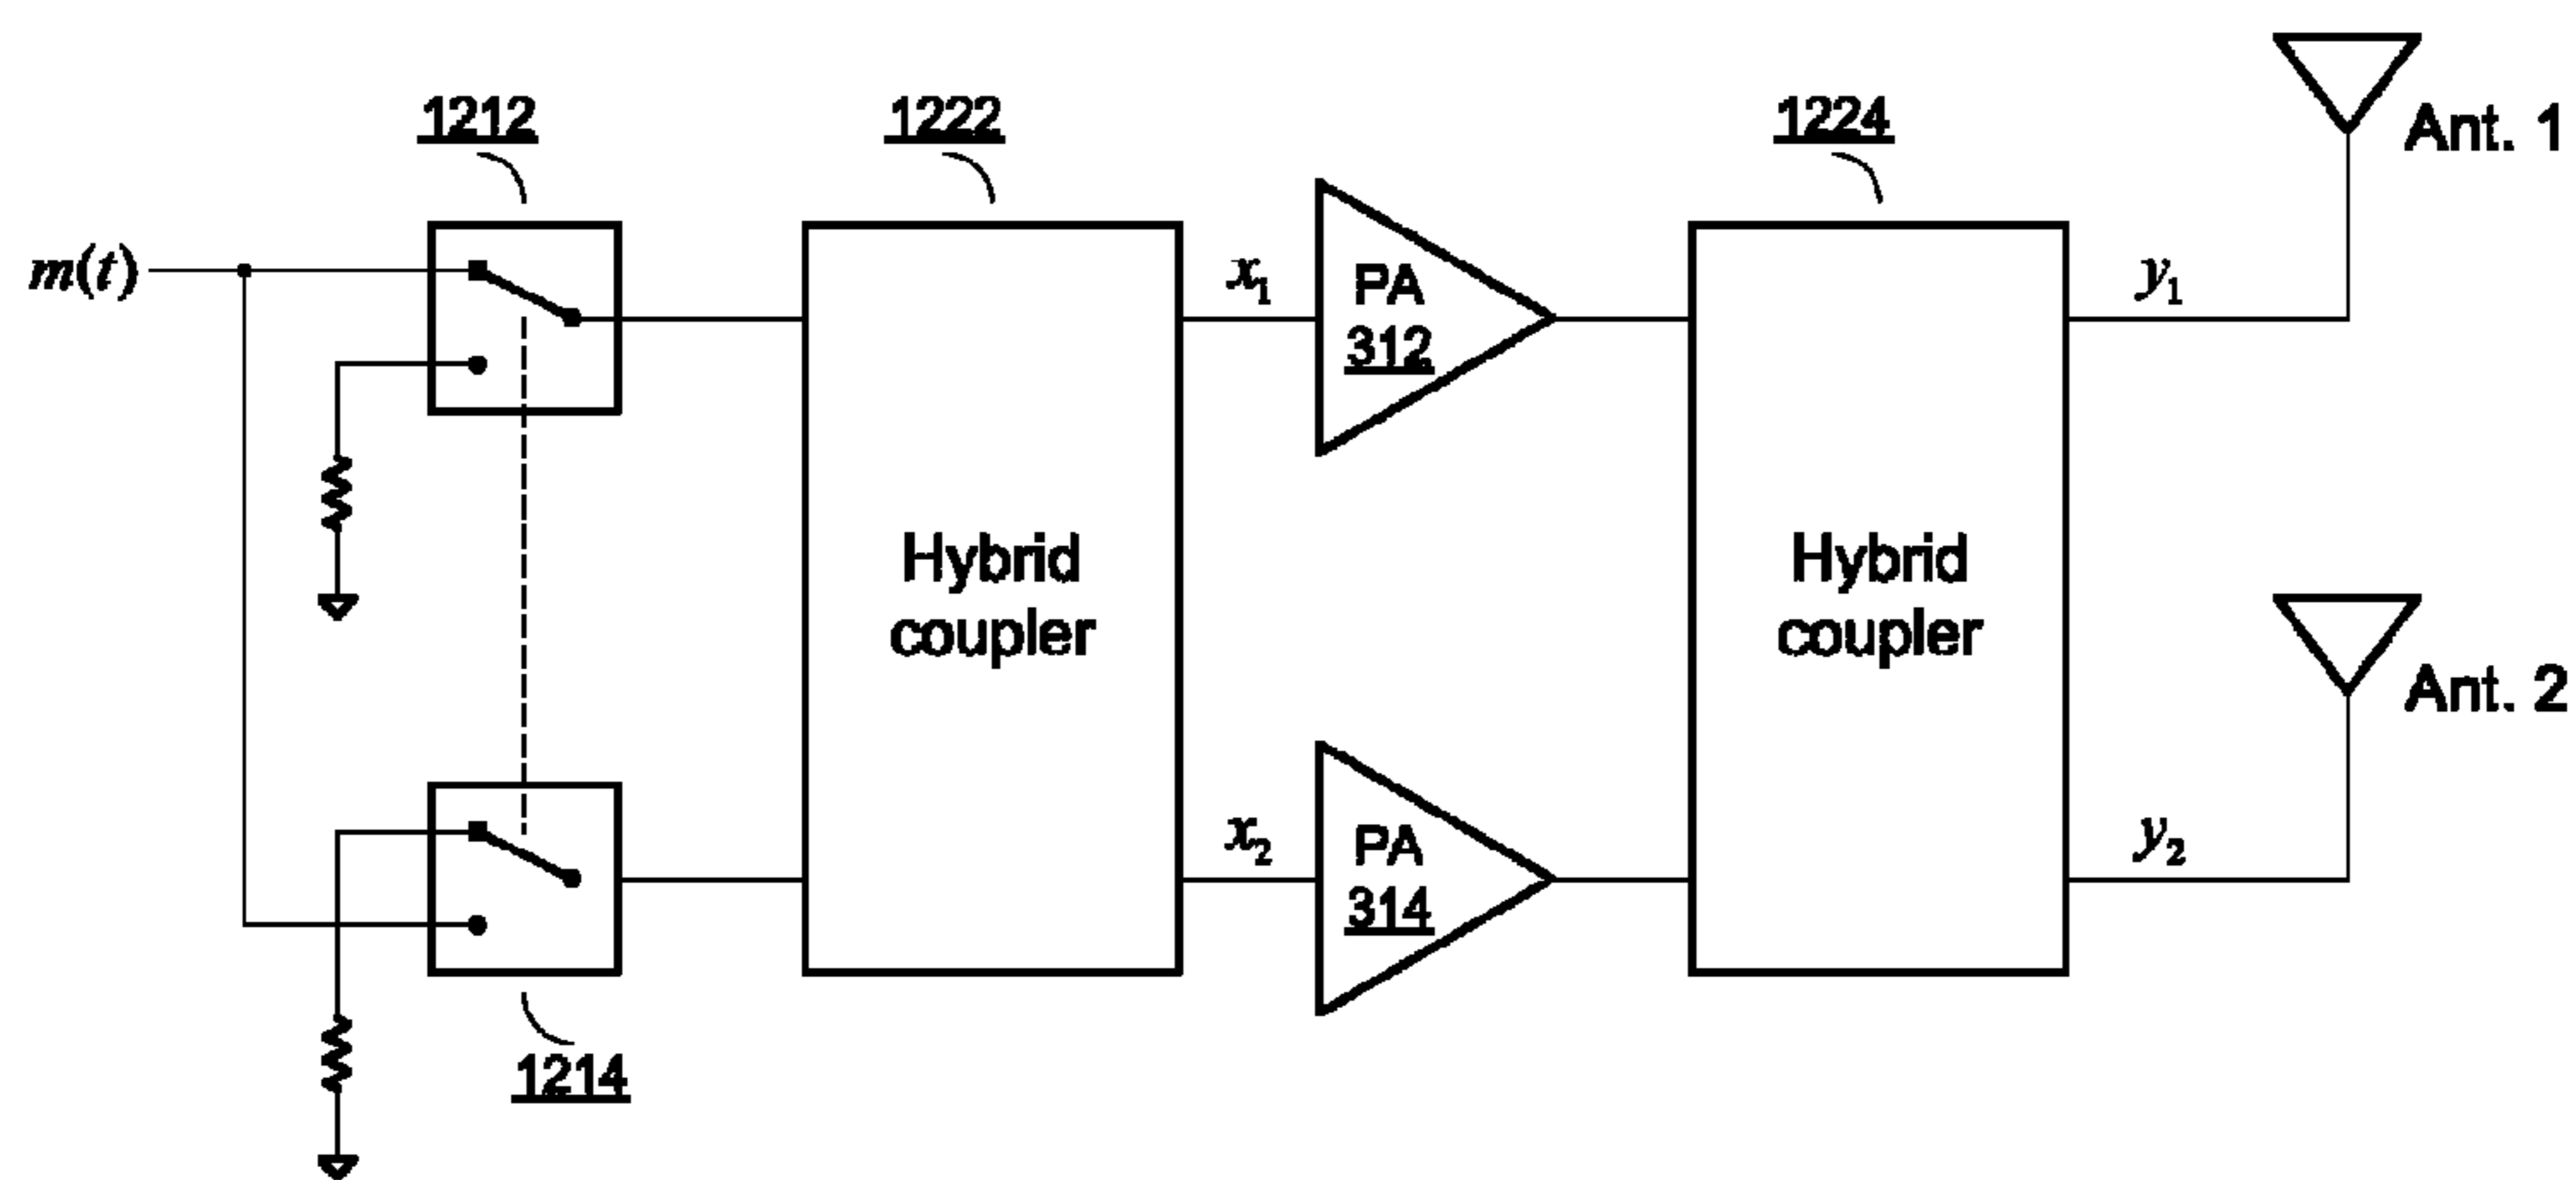 1212
1222
1224
Ant. 1
m(t)
x1
PA
312
y1
Hybrid
coupler
Hybrid
coupler
Ant. 2
x2
PA
314
y2
1214